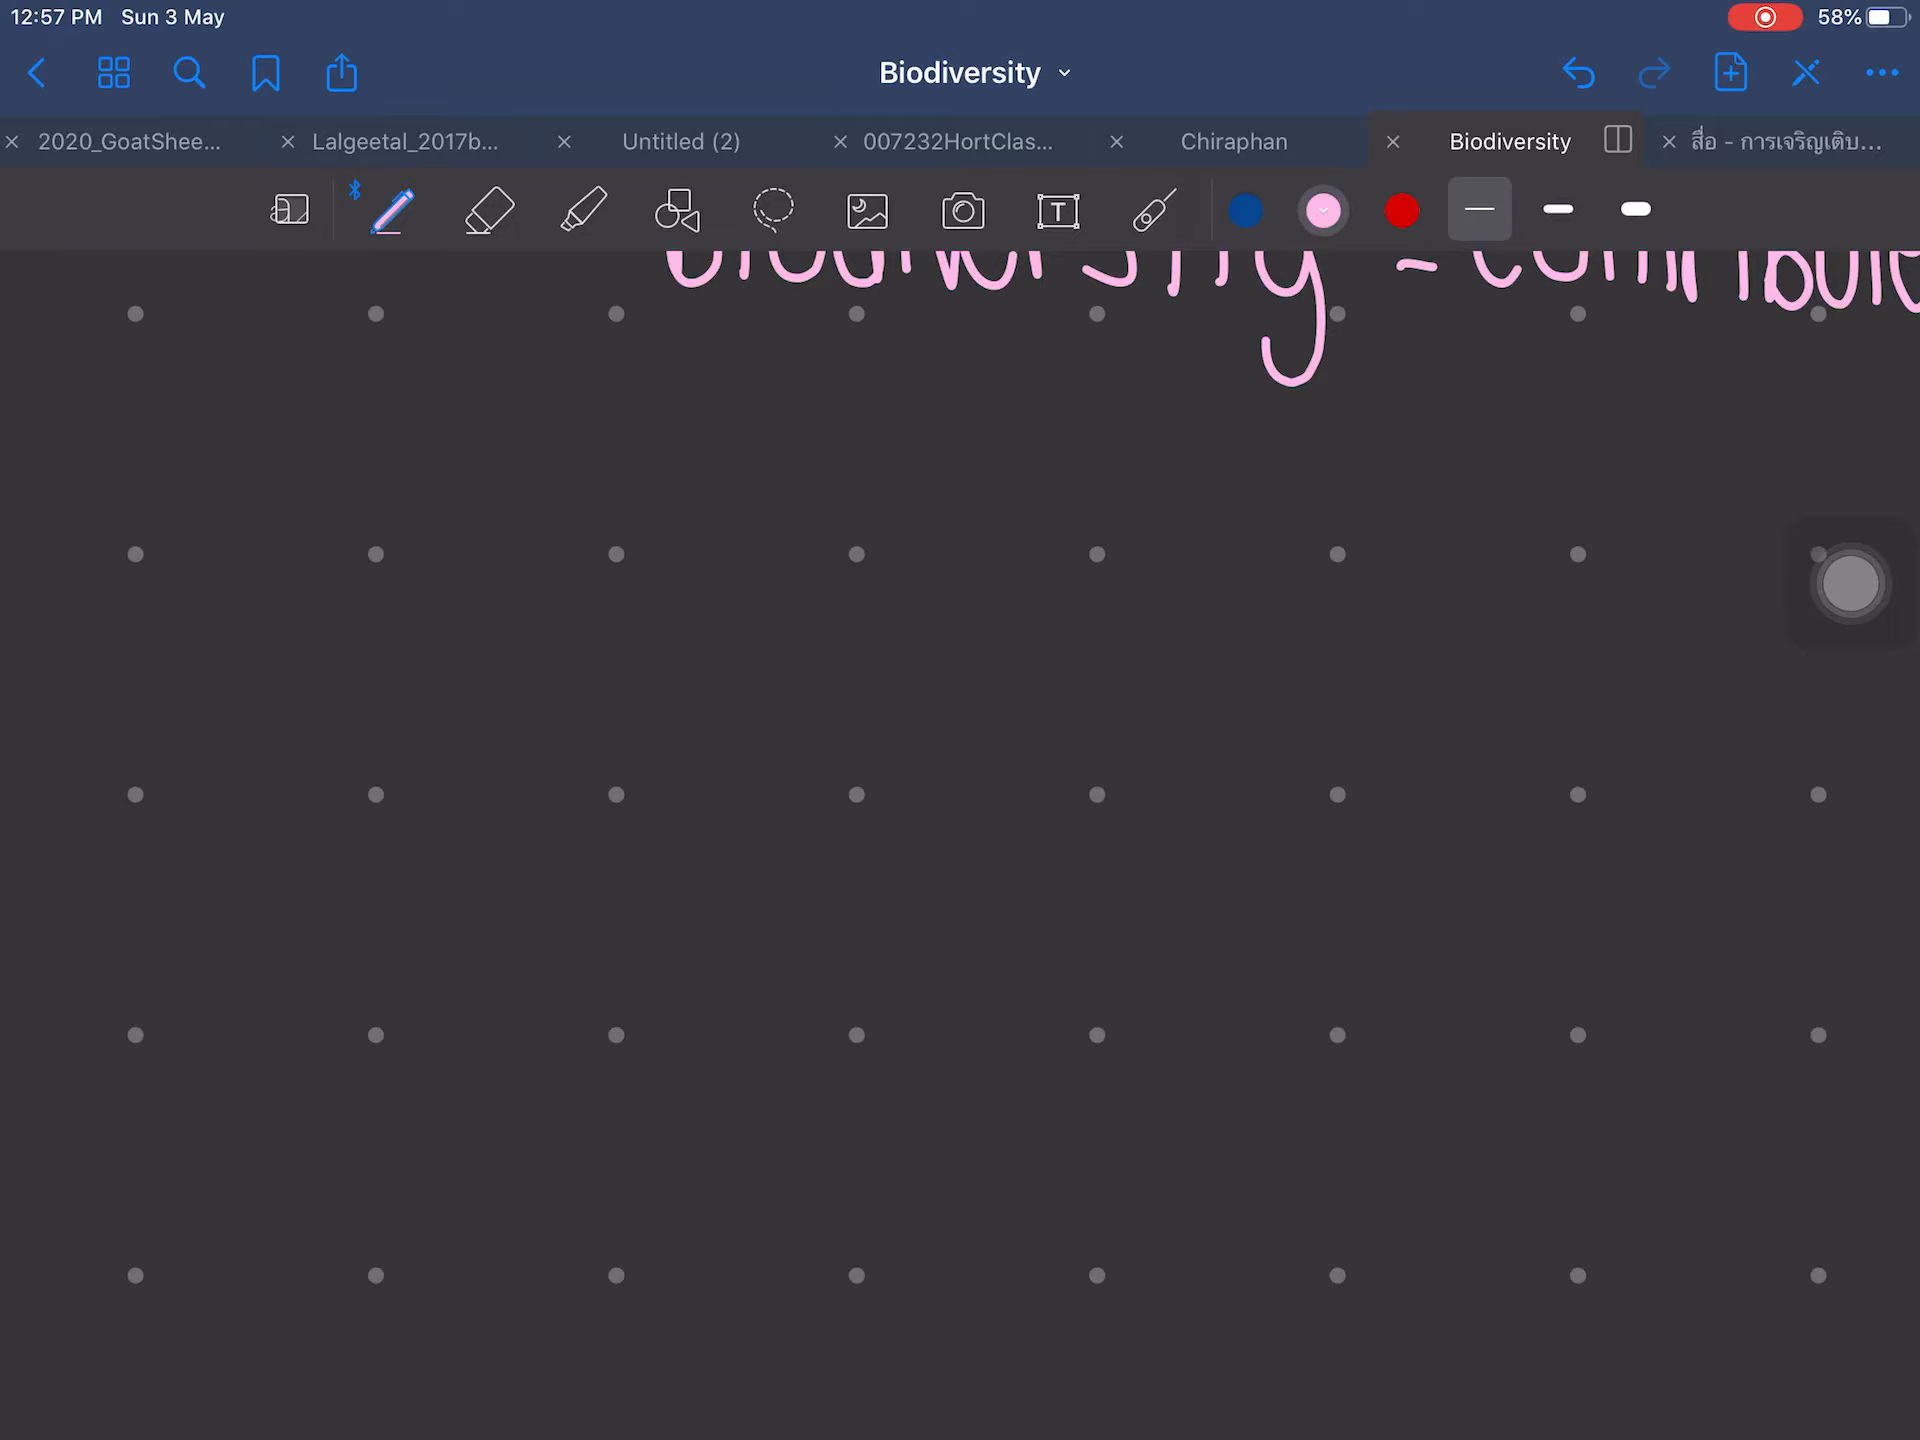 12:57 PM Sun 3 May 58%
Biodiversity
2020_GoatShee... Lalgeetal_2017b... Untitled (2) 007232HortClas... Chiraphan Biodiversity สื่อ - การเจริญเติบ...
a T
biodiversity